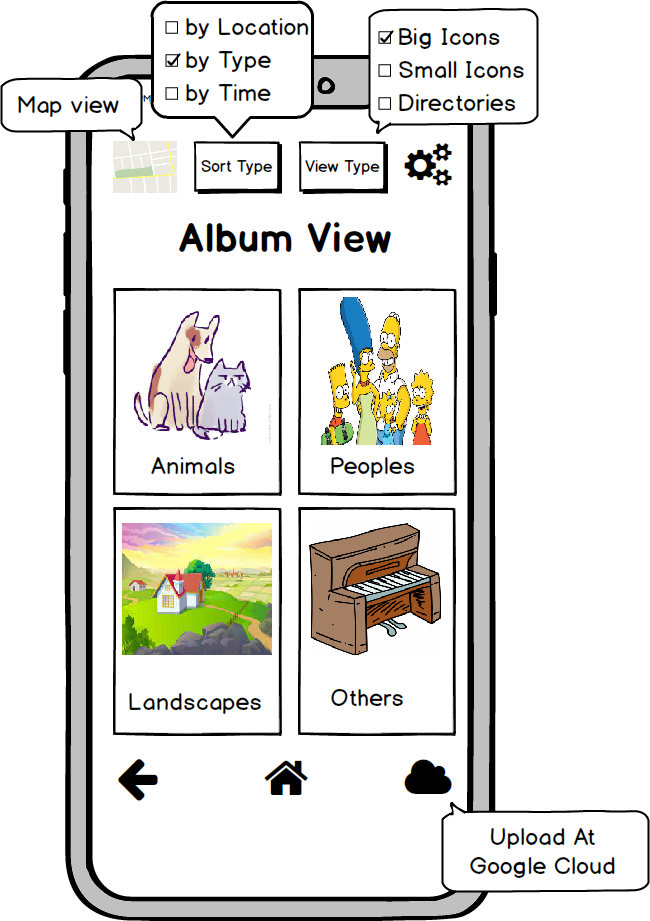 by Location
by Type
by Time
Big Icons
Small Icons
Directories
Map view
M
Sort Type
View Type
Album View
Animals
Peoples
Landscapes
Others
Upload At
Google Cloud